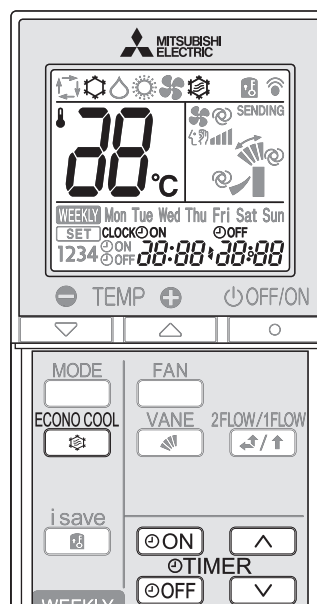 MITSUBISHI
ELECTRIC
SENDING
88 °C
WEEKLY Mon Tue Wed Thu Fri Sat Sun
SET CLOCK ON OFF
1234 ON OFF 88:88 88:88
TEMP OFF/ON
MODE FAN
ECONO COOL VANE 2FLOW/1FLOW
i save
ON
TIMER
OFF
WEEKLY